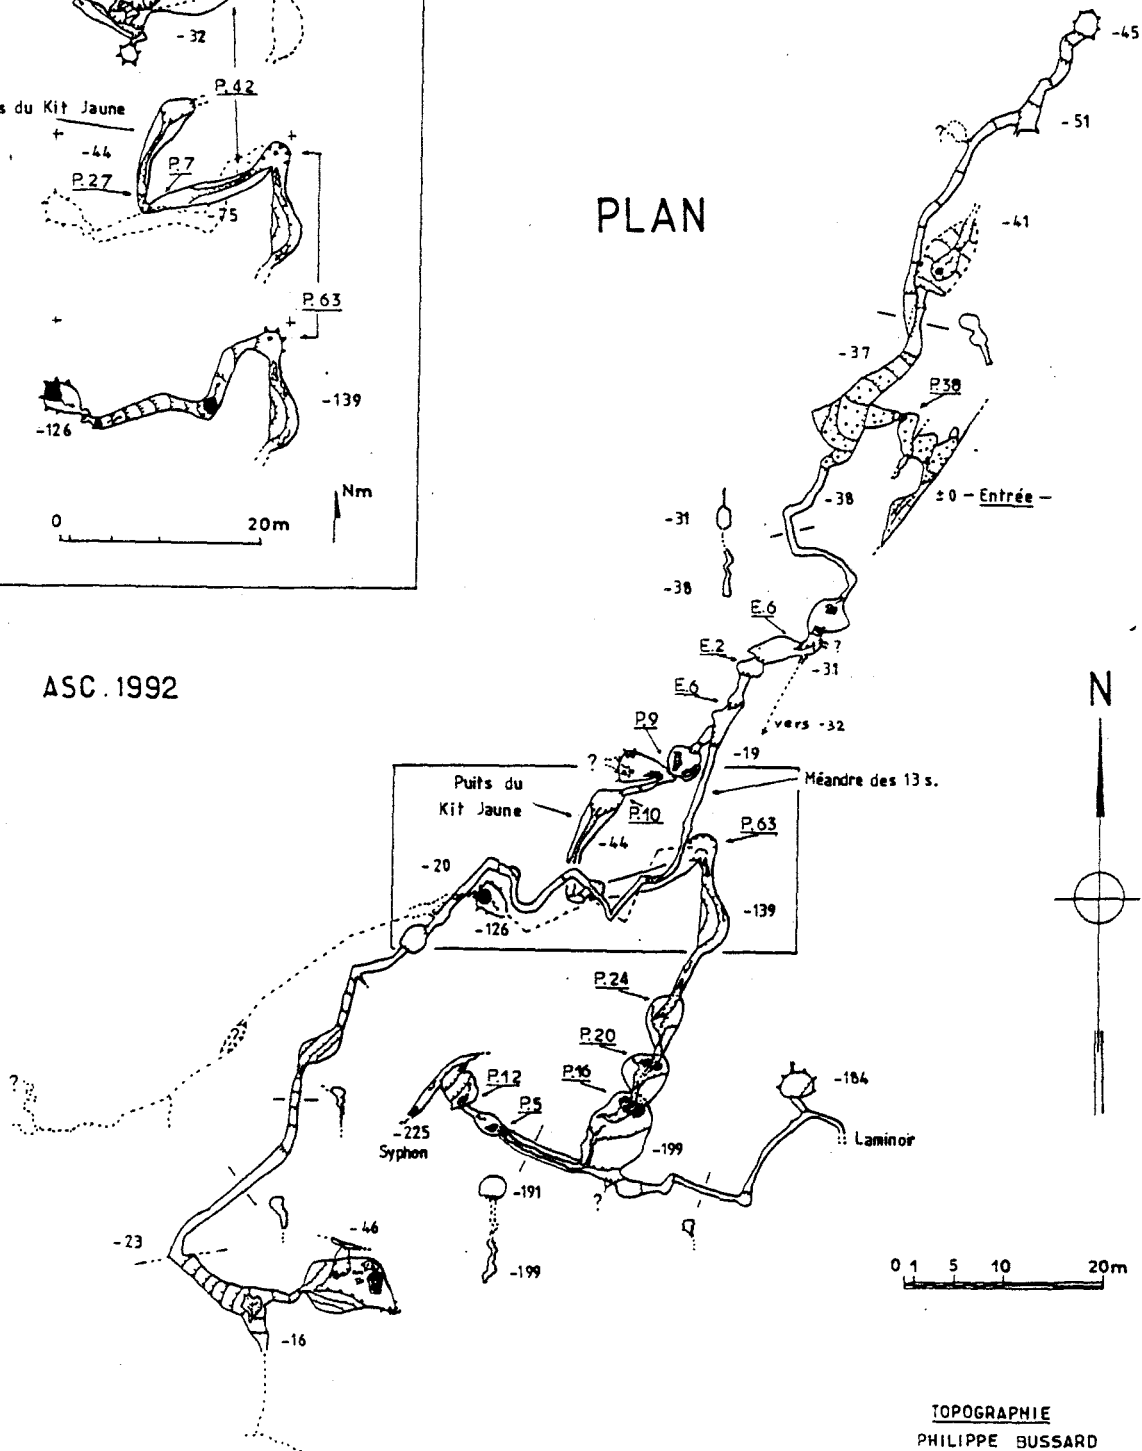 -32
P.42
s du Kit Jaune
-44
P.7
P.27
-75
P.63
-139
-126
Nm
0 20m
PLAN
-45
-51
?
-41
-37
P.38
±0 - Entrée -
-38
-31
-38
E.6
?
E.2
-31
E.6
vers -32
ASC. 1992
N
P.9
-19
?
Puits du
Kit Jaune
Méandre des 13 s.
P.10
P.63
-44
-20
-139
-126
P.24
?
P.20
?
P.16
P.12
-184
P.5
-225
Syphon
Laminoir
-199
-191
?
-46
-23
-199
0 1 5 10 20m
-16
TOPOGRAPHIE
PHILIPPE BUSSARD